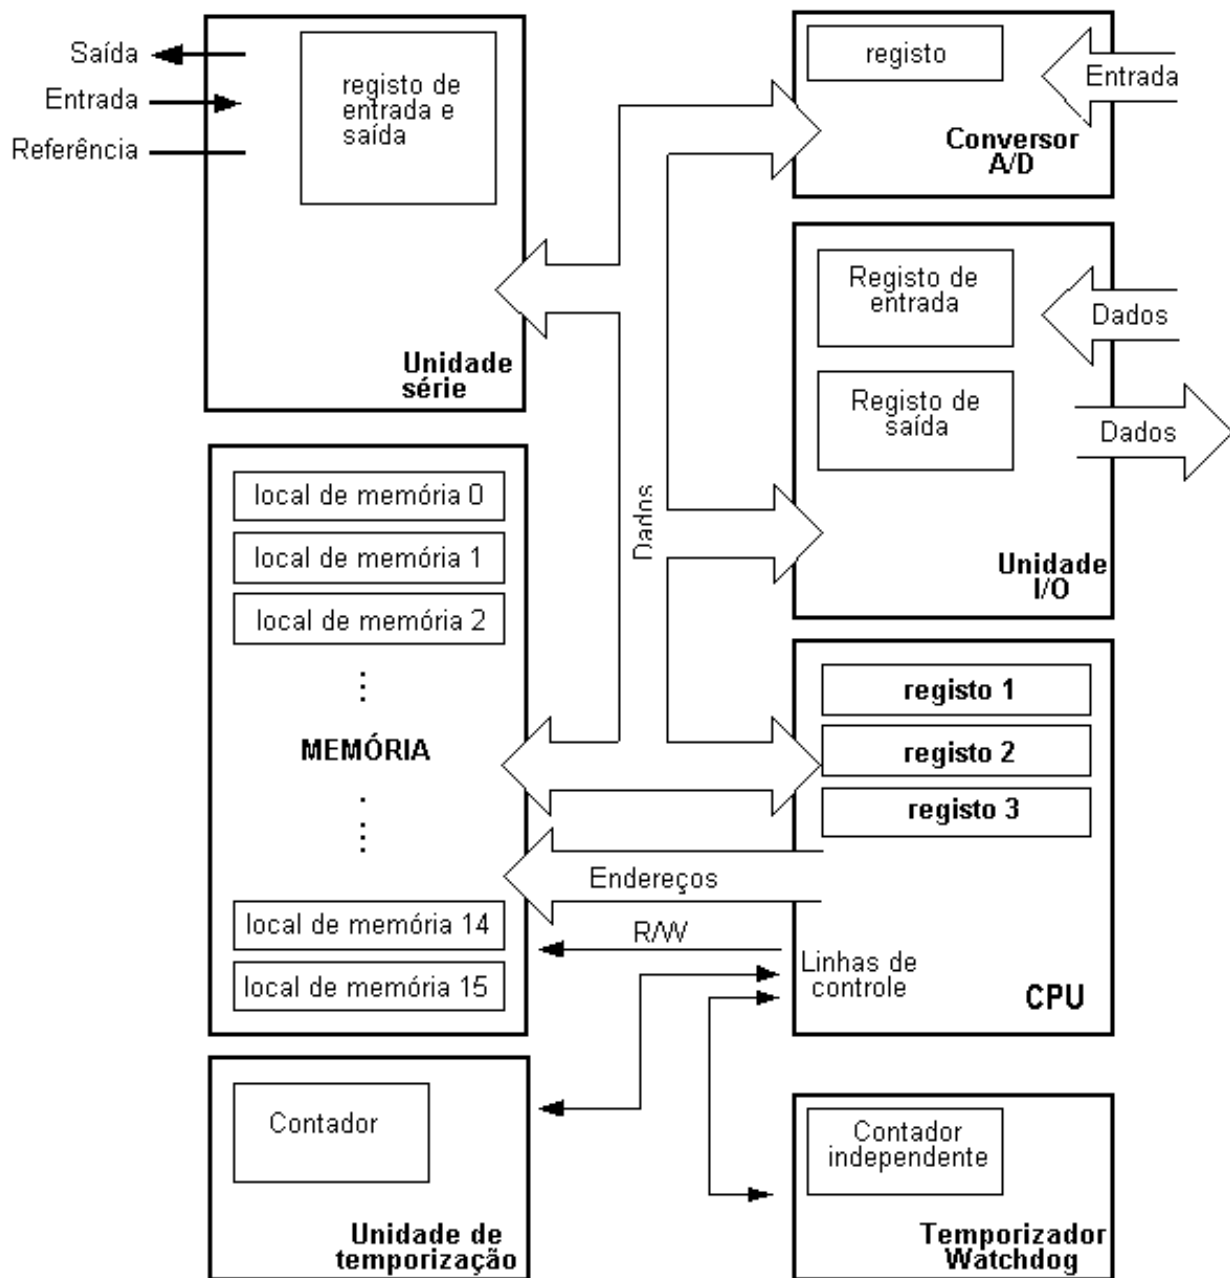 Saída
Entrada
Referência
registo de
entrada e
saída
Unidade
série
registo
Entrada
Conversor
A/D
Registo de
entrada
Dados
Registo de
saída
Dados
Unidade
I/O
Dados
local de memória 0
local de memória 1
local de memória 2
MEMÓRIA
local de memória 14
local de memória 15
registo 1
registo 2
registo 3
Endereços
R/W
Linhas de
controle
CPU
Contador
Unidade de
temporização
Contador
independente
Temporizador
Watchdog